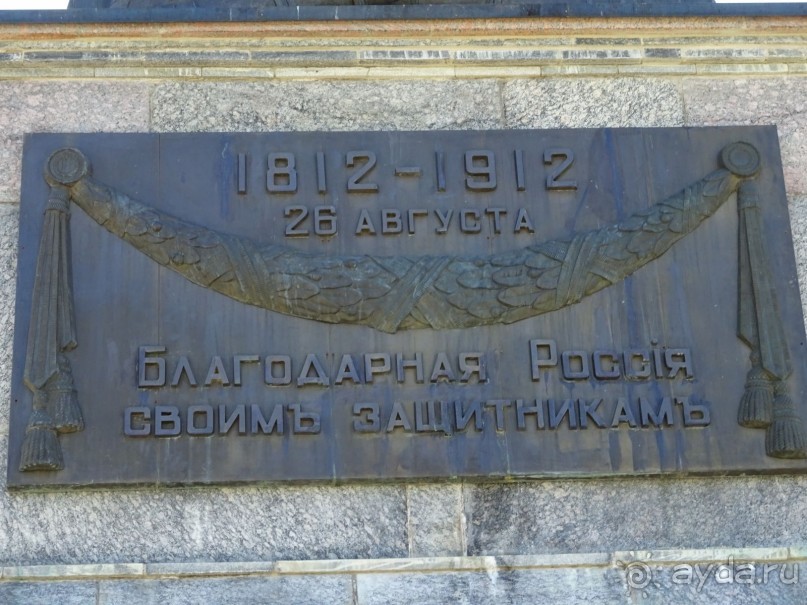 1812-1912
26 Августа
Благодарная Россія
своимъ защитникамъ
ayda.ru